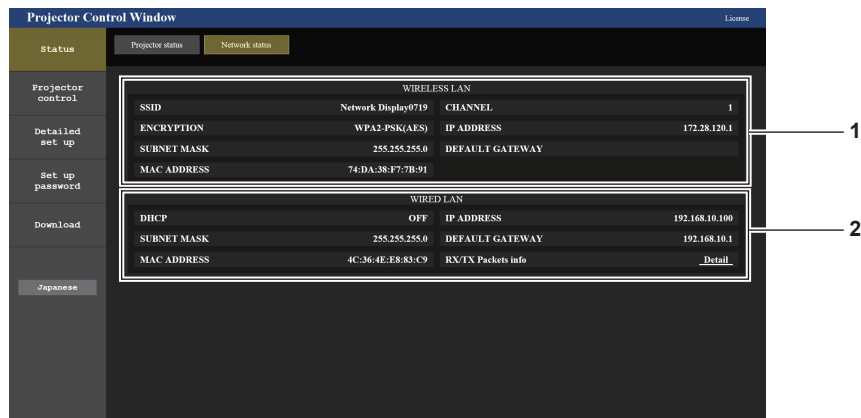 Projector Control Window License
Status
Projector status Network status
Projector control
Detailed set up
Set up password
Download
Japanese
WIRELESS LAN
SSID Network Display0719 CHANNEL 1
ENCRYPTION WPA2-PSK(AES) IP ADDRESS 172.28.120.1
SUBNET MASK 255.255.255.0 DEFAULT GATEWAY
MAC ADDRESS 74:DA:38:F7:7B:91
1
WIRED LAN
DHCP OFF IP ADDRESS 192.168.10.100
SUBNET MASK 255.255.255.0 DEFAULT GATEWAY 192.168.10.1
MAC ADDRESS 4C:36:4E:E8:83:C9 RX/TX Packets info Detail
2